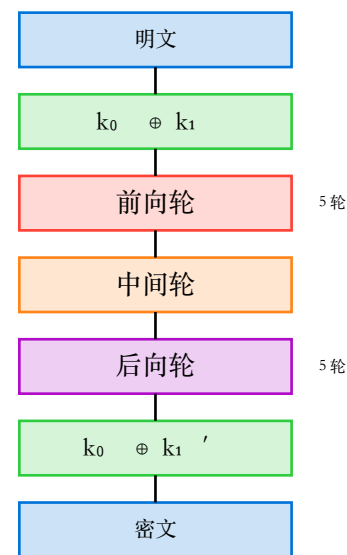 明文
k₀ ⊕ k₁
前向轮
5 轮
中间轮
后向轮
5 轮
k₀ ⊕ k₁ ′
密文